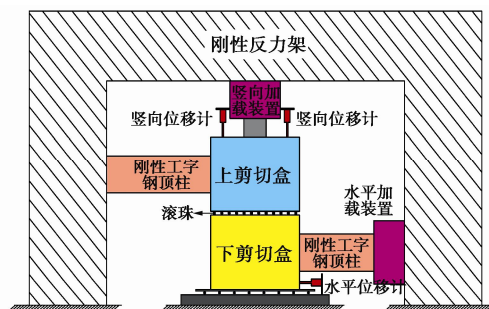 刚性反力架
竖向加
载装置
竖向位移计
竖向位移计
刚性工字
钢顶柱
上剪切盒
水平加
载装置
滚珠
下剪切盒
刚性工字
钢顶柱
水平位移计